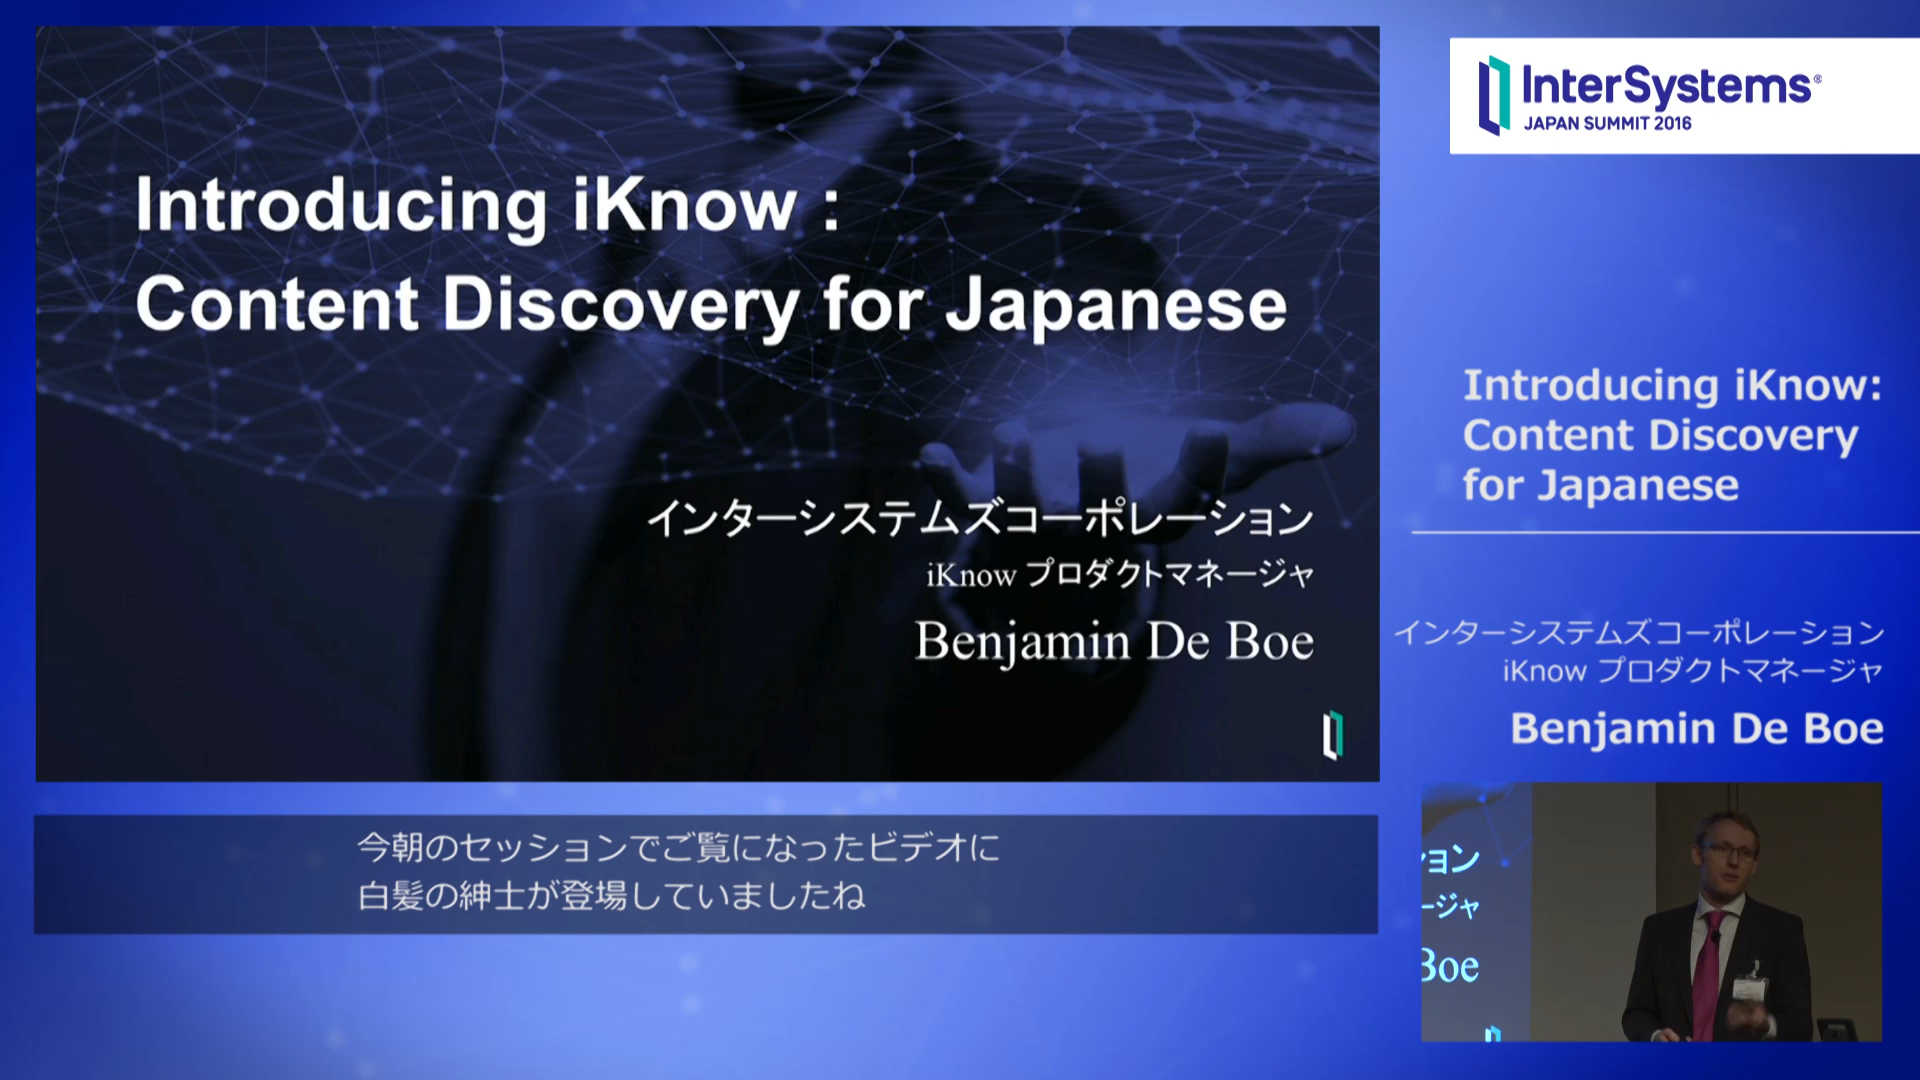 Introducing iKnow :
Content Discovery for Japanese
インターシステムズコーポレーション
iKnow プロダクトマネージャ
Benjamin De Boe
今朝のセッションでご覧になったビデオに
白髪の紳士が登場していましたね
InterSystems®
JAPAN SUMMIT 2016
Introducing iKnow:
Content Discovery
for Japanese
インターシステムズコーポレーション
iKnow プロダクトマネージャ
Benjamin De Boe
ョン
ージャ
Boe